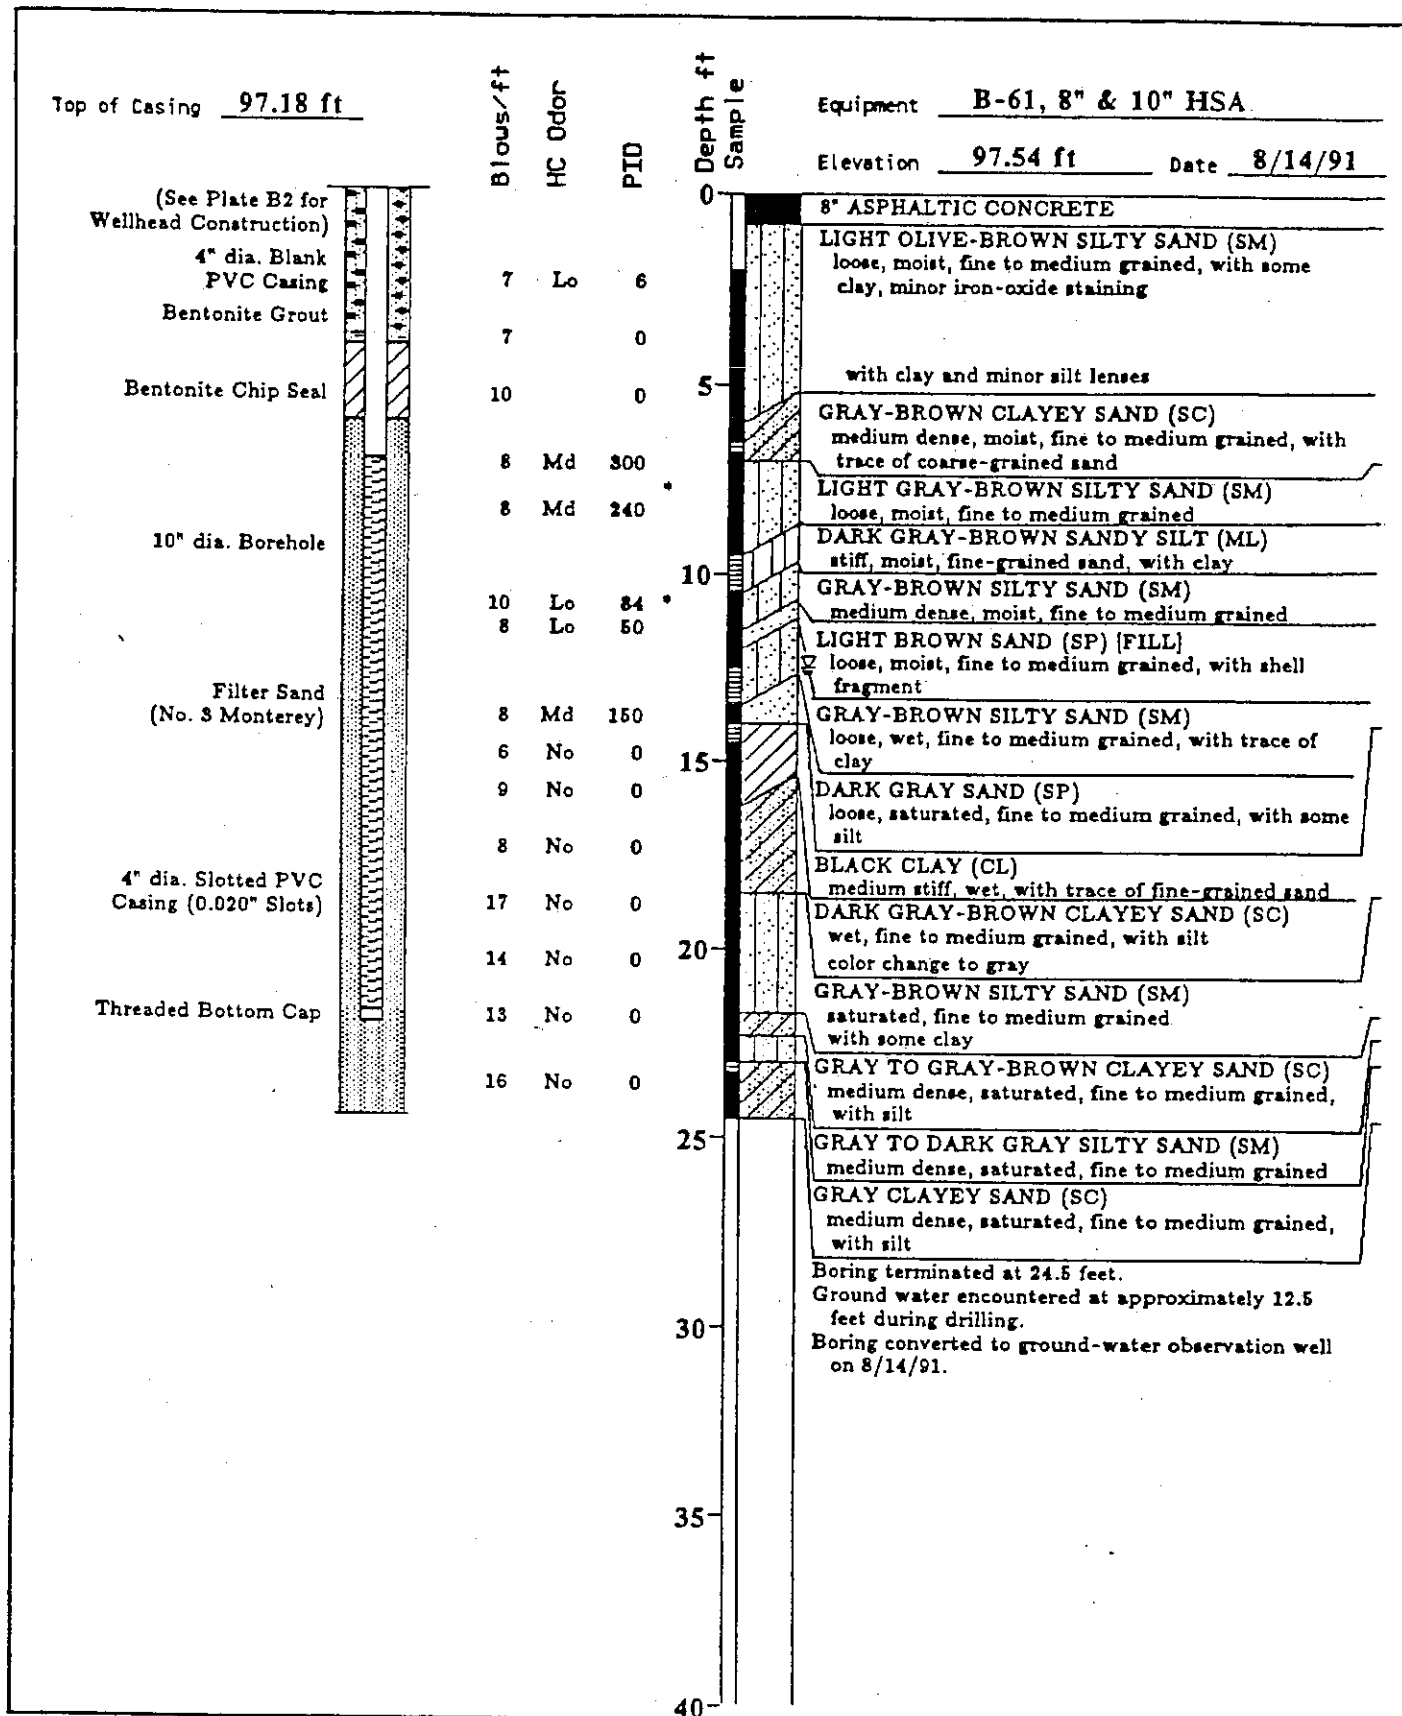 Top of Casing 97.18 ft
Blows/ft
HC Odor
PID
Depth ft
Sample
Equipment B-61, 8" & 10" HSA
Elevation 97.54 ft Date 8/14/91
(See Plate B2 for
Wellhead Construction)
4" dia. Blank
PVC Casing
Bentonite Grout
Bentonite Chip Seal
10" dia. Borehole
Filter Sand
(No. 3 Monterey)
4" dia. Slotted PVC
Casing (0.020" Slots)
Threaded Bottom Cap
7 Lo 6
7 0
10 0
8 Md 300
*
8 Md 240
10 Lo 84 *
8 Lo 50
8 Md 150
6 No 0
9 No 0
8 No 0
17 No 0
14 No 0
13 No 0
16 No 0
0
5
10
15
20
25
30
35
40
8" ASPHALTIC CONCRETE
LIGHT OLIVE-BROWN SILTY SAND (SM)
loose, moist, fine to medium grained, with some
clay, minor iron-oxide staining
with clay and minor silt lenses
GRAY-BROWN CLAYEY SAND (SC)
medium dense, moist, fine to medium grained, with
trace of coarse-grained sand
LIGHT GRAY-BROWN SILTY SAND (SM)
loose, moist, fine to medium grained
DARK GRAY-BROWN SANDY SILT (ML)
stiff, moist, fine-grained sand, with clay
GRAY-BROWN SILTY SAND (SM)
medium dense, moist, fine to medium grained
LIGHT BROWN SAND (SP) [FILL]
loose, moist, fine to medium grained, with shell
fragment
GRAY-BROWN SILTY SAND (SM)
loose, wet, fine to medium grained, with trace of
clay
DARK GRAY SAND (SP)
loose, saturated, fine to medium grained, with some
silt
BLACK CLAY (CL)
medium stiff, wet, with trace of fine-grained sand
DARK GRAY-BROWN CLAYEY SAND (SC)
wet, fine to medium grained, with silt
color change to gray
GRAY-BROWN SILTY SAND (SM)
saturated, fine to medium grained
with some clay
GRAY TO GRAY-BROWN CLAYEY SAND (SC)
medium dense, saturated, fine to medium grained,
with silt
GRAY TO DARK GRAY SILTY SAND (SM)
medium dense, saturated, fine to medium grained
GRAY CLAYEY SAND (SC)
medium dense, saturated, fine to medium grained,
with silt
Boring terminated at 24.5 feet.
Ground water encountered at approximately 12.5
feet during drilling.
Boring converted to ground-water observation well
on 8/14/91.